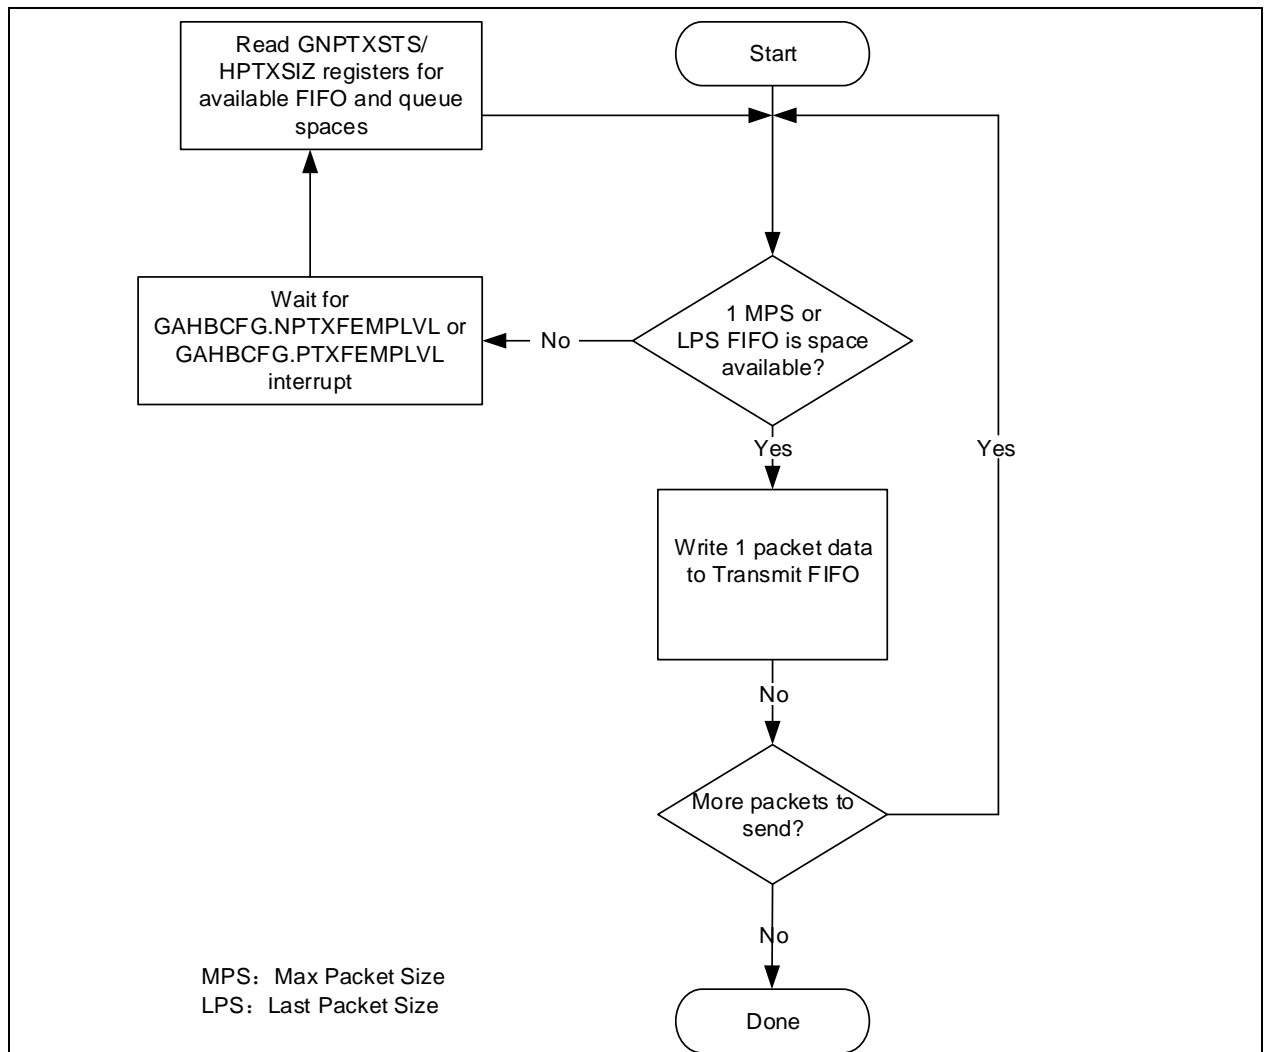 Read GNPTXSTS/
HPTXSIZ registers for
available FIFO and queue
spaces
Start
Wait for
GAHBCFG.NPTXFEMPLVL or
GAHBCFG.PTXFEMPLVL
interrupt
No
1 MPS or
LPS FIFO is space
available?
Yes
Yes
Write 1 packet data
to Transmit FIFO
No
More packets to
send?
No
MPS：Max Packet Size
LPS：Last Packet Size
Done